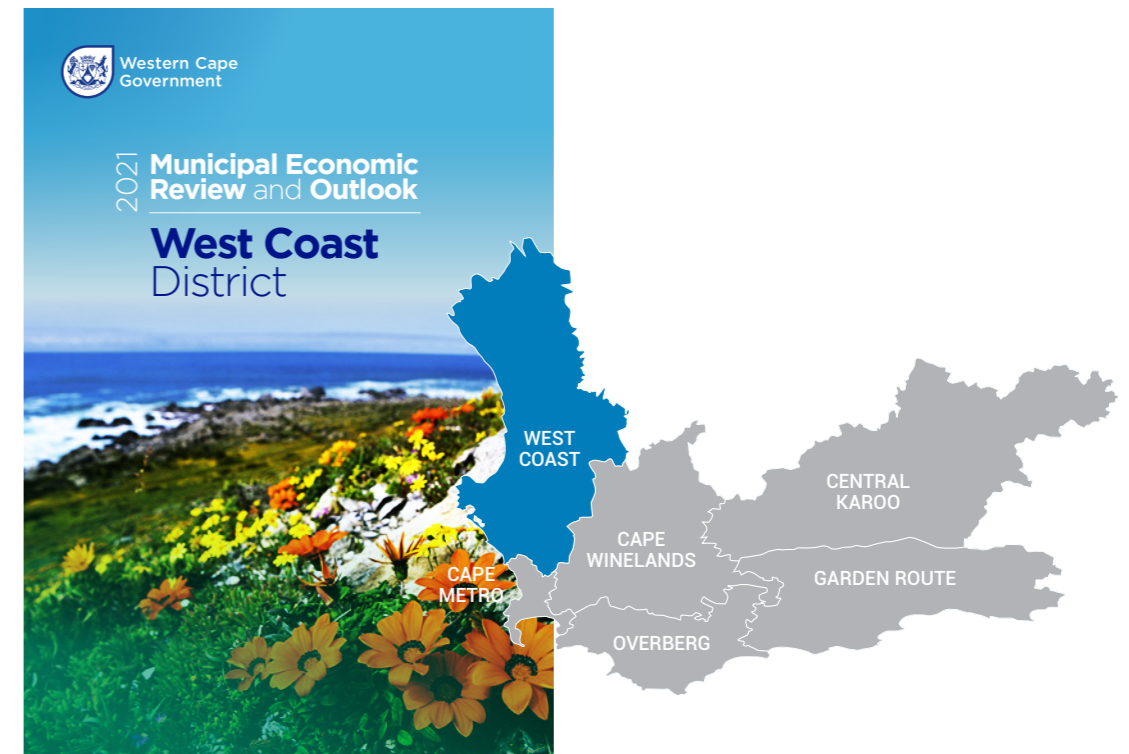 Western Cape
Government
2021
Municipal Economic
Review and Outlook
West Coast
District
WEST
COAST
CENTRAL
KAROO
CAPE
WINELANDS
GARDEN ROUTE
CAPE
METRO
OVERBERG